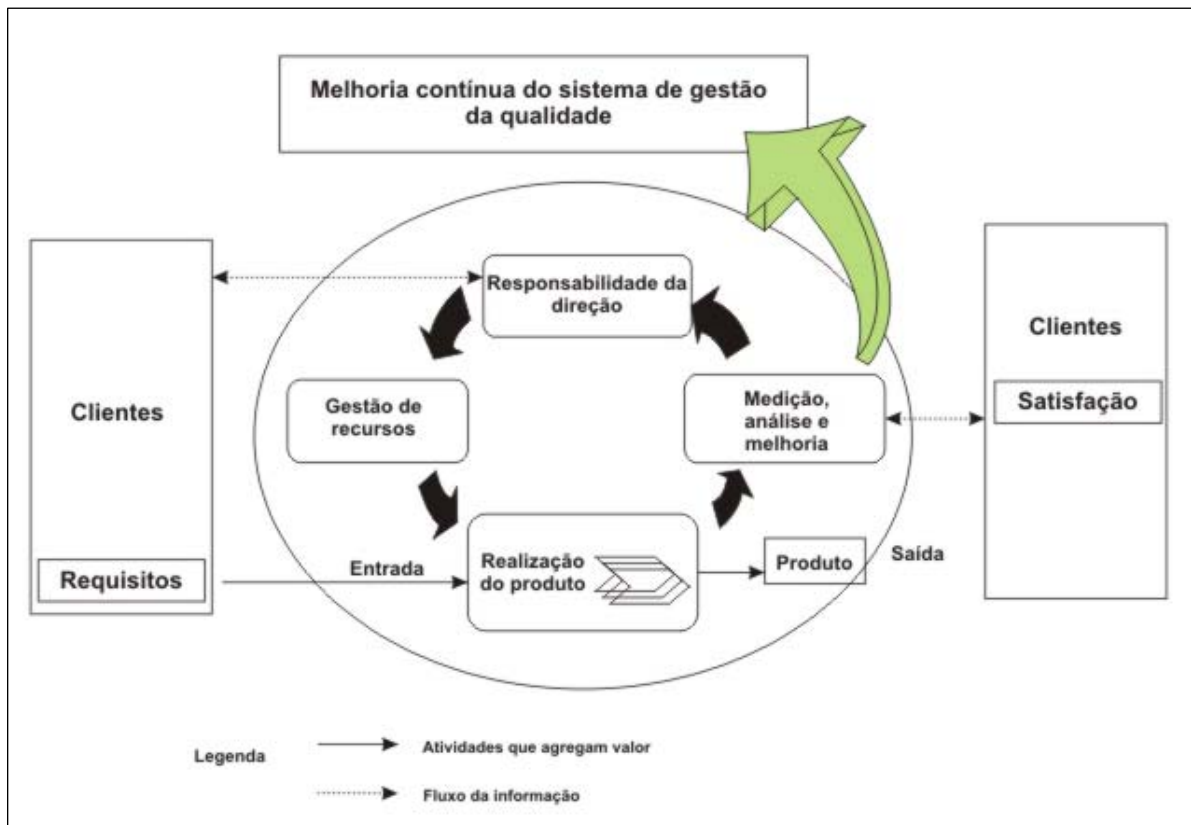 Melhoria contínua do sistema de gestão
da qualidade
Responsabilidade da
direção
Clientes
Requisitos
Gestão de
recursos
Medição,
análise e
melhoria
Clientes
Satisfação
Entrada
Realização
do produto
Produto
Saída
Legenda
Atividades que agregam valor
Fluxo da informação